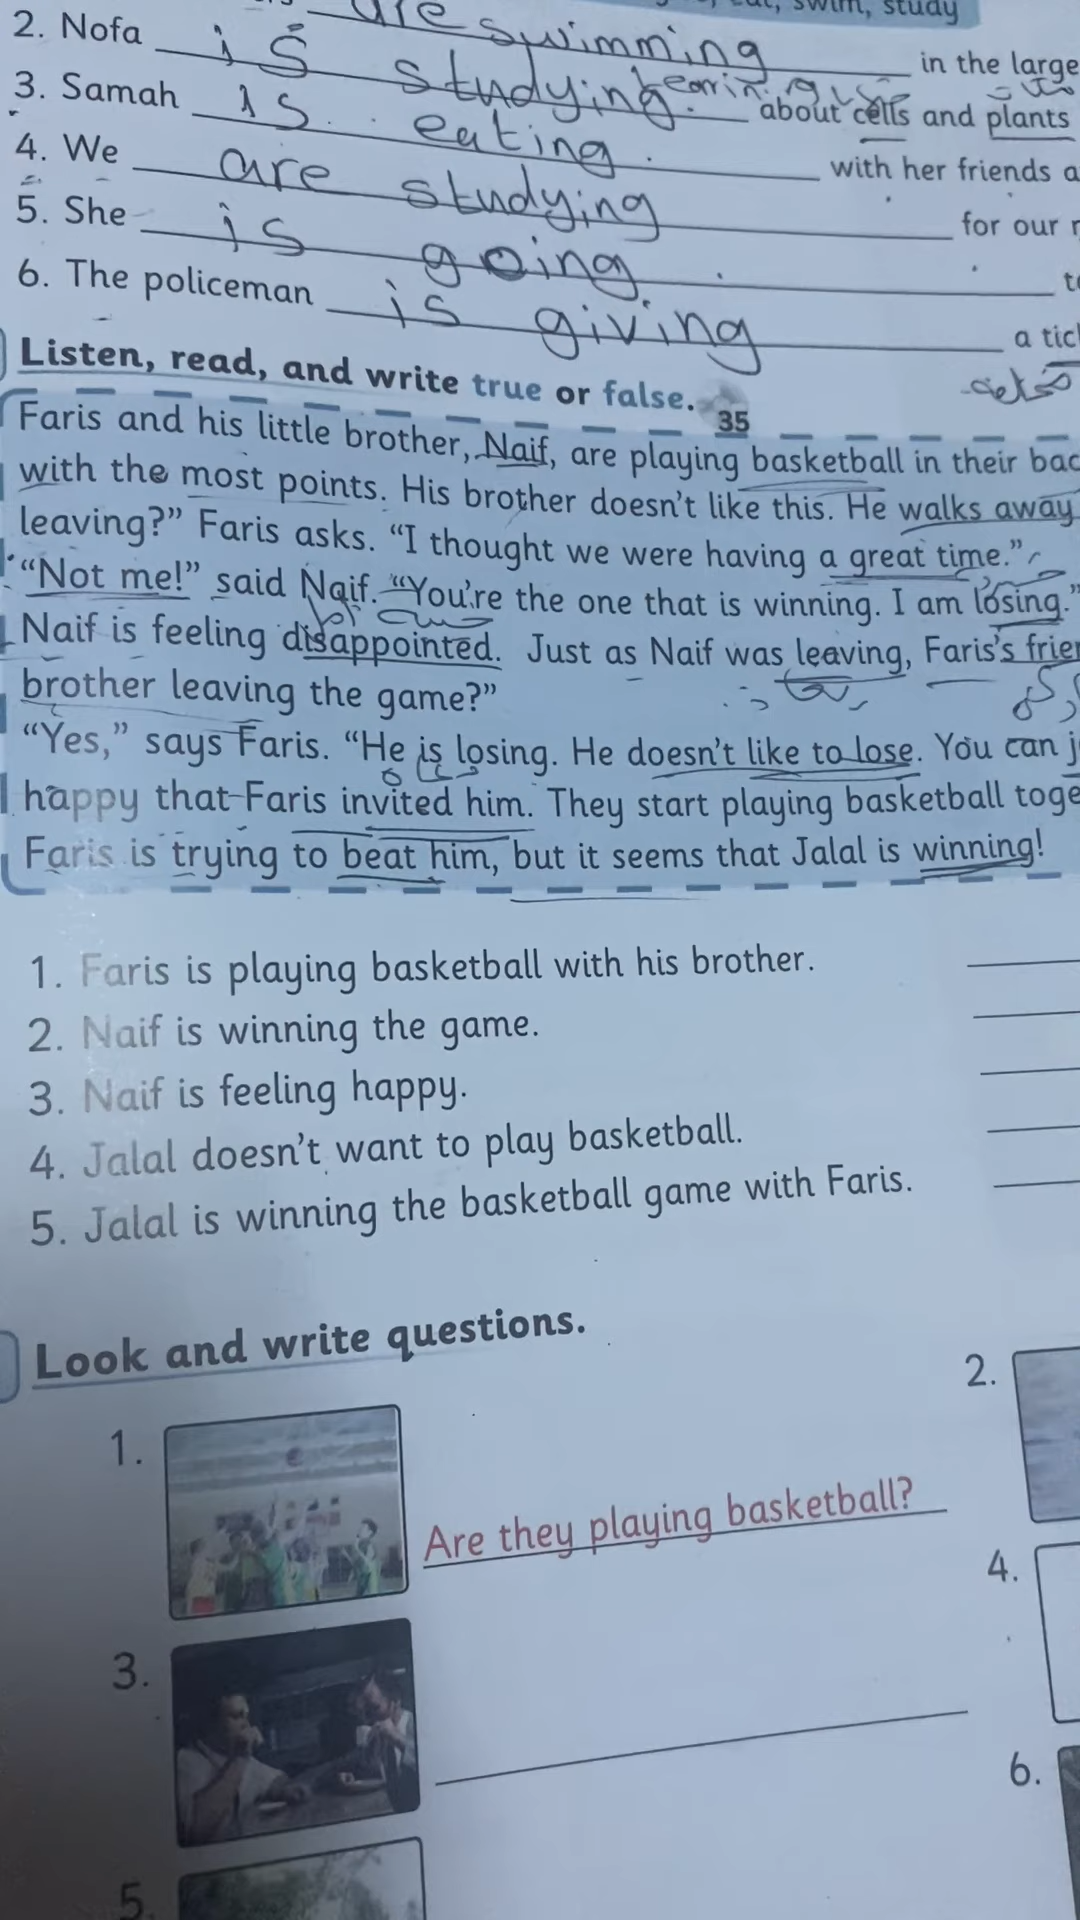 swim, study
are swimming
2. Nofa is studying. in the large
3. Samah is eating. about cells and plants
4. We are studying with her friends a
5. She is going. for our
6. The policeman is giving
a tic
Listen, read, and write true or false. 35
Faris and his little brother, Naif, are playing basketball in their bac
with the most points. His brother doesn't like this. He walks away
leaving?" Faris asks. "I thought we were having a great time."
"Not me!" said Naif. "You're the one that is winning. I am losing."
Naif is feeling disappointed. Just as Naif was leaving, Faris's frie
brother leaving the game?"
"Yes," says Faris. "He is losing. He doesn't like to lose. You can j
happy that Faris invited him. They start playing basketball toge
Faris is trying to beat him, but it seems that Jalal is winning!
1. Faris is playing basketball with his brother.
2. Naif is winning the game.
3. Naif is feeling happy.
4. Jalal doesn't want to play basketball.
5. Jalal is winning the basketball game with Faris.
Look and write questions.
1.
Are they playing basketball?
2.
3.
4.
5.
6.